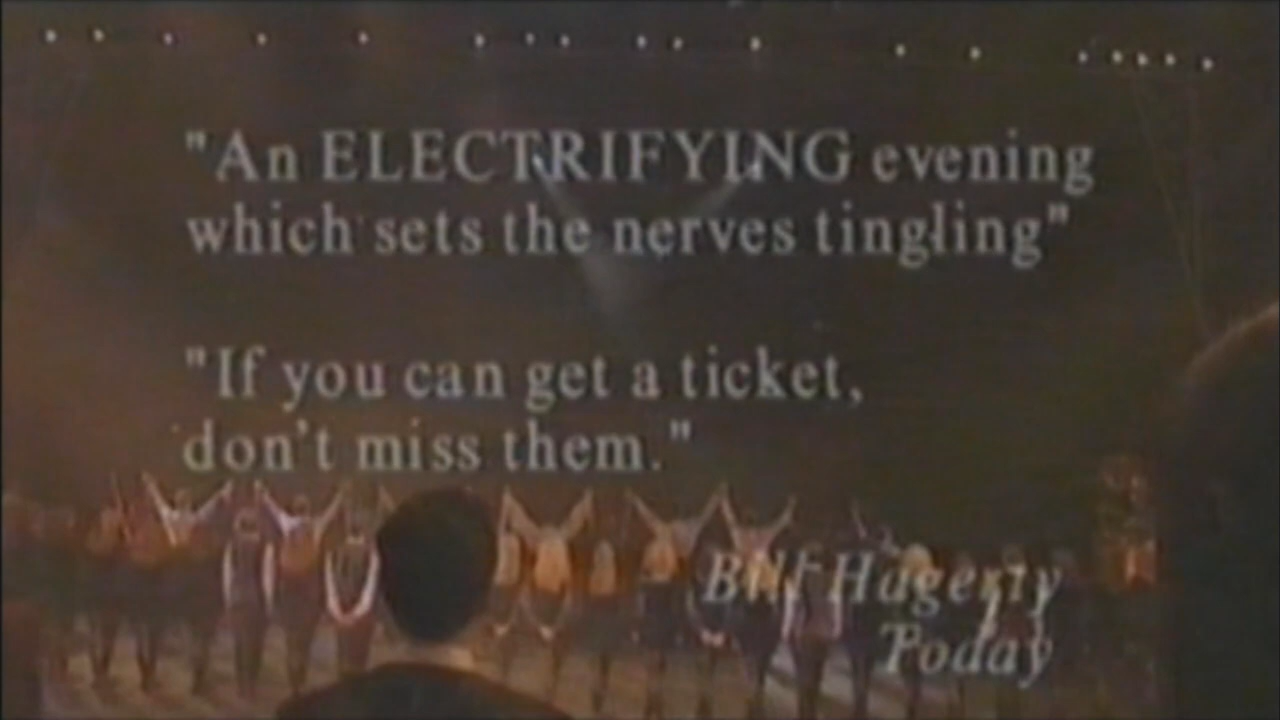 "An ELECTRIFYING evening
which sets the nerves tingling"
"If you can get a ticket,
don't miss them."
Bill Hagerty
Today